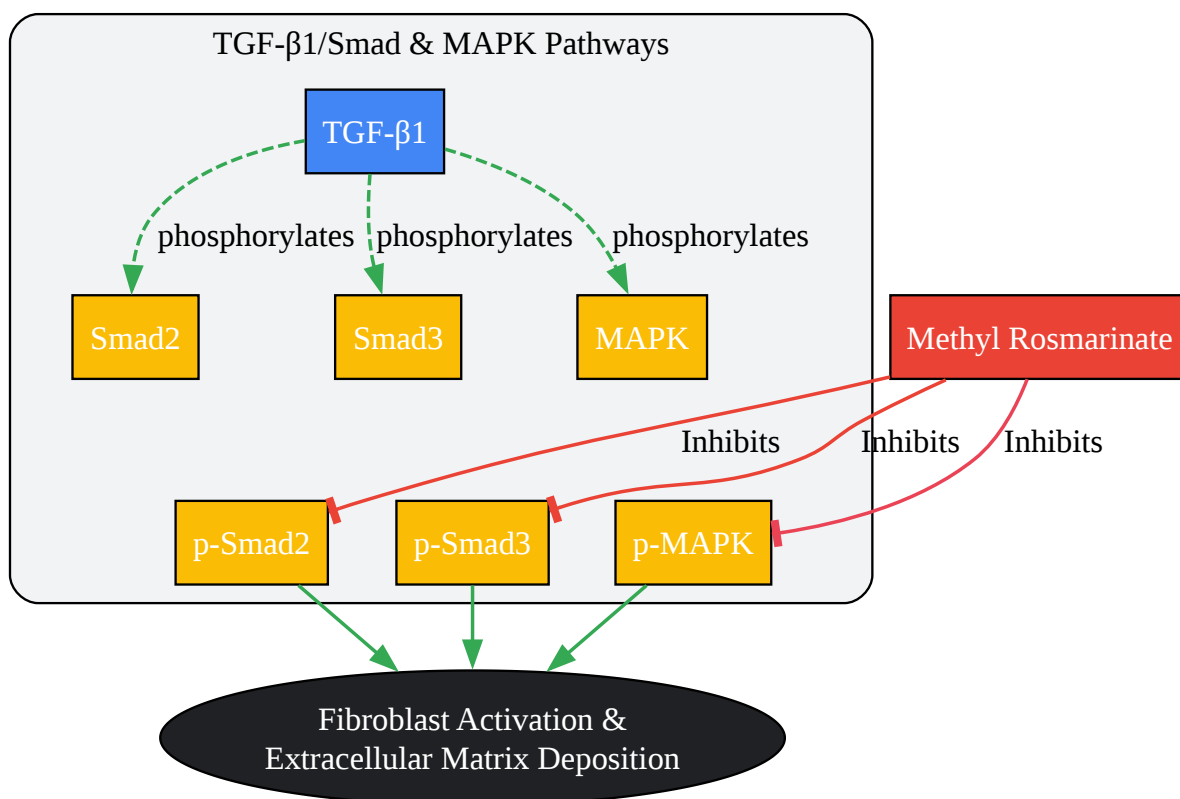 TGF-β1/Smad & MAPK Pathways
TGF-β1
phosphorylates
phosphorylates
phosphorylates
Smad2
Smad3
MAPK
Methyl Rosmarinate
Inhibits
Inhibits
Inhibits
p-Smad2
p-Smad3
p-MAPK
Fibroblast Activation &
Extracellular Matrix Deposition